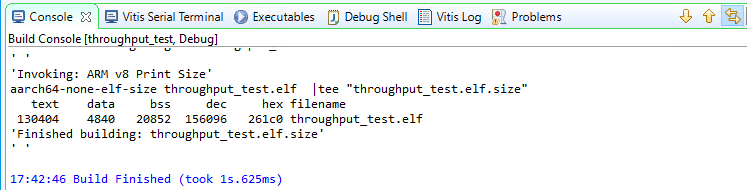 Console Vitis Serial Terminal Executables Debug Shell Vitis Log Problems
Build Console [throughput_test, Debug]
' '
'Invoking: ARM v8 Print Size'
aarch64-none-elf-size throughput_test.elf  |tee "throughput_test.elf.size"
   text    data     bss     dec     hex filename
 130404    4840   20852  156096   261c0 throughput_test.elf
'Finished building: throughput_test.elf.size'
' '
17:42:46 Build Finished (took 1s.625ms)